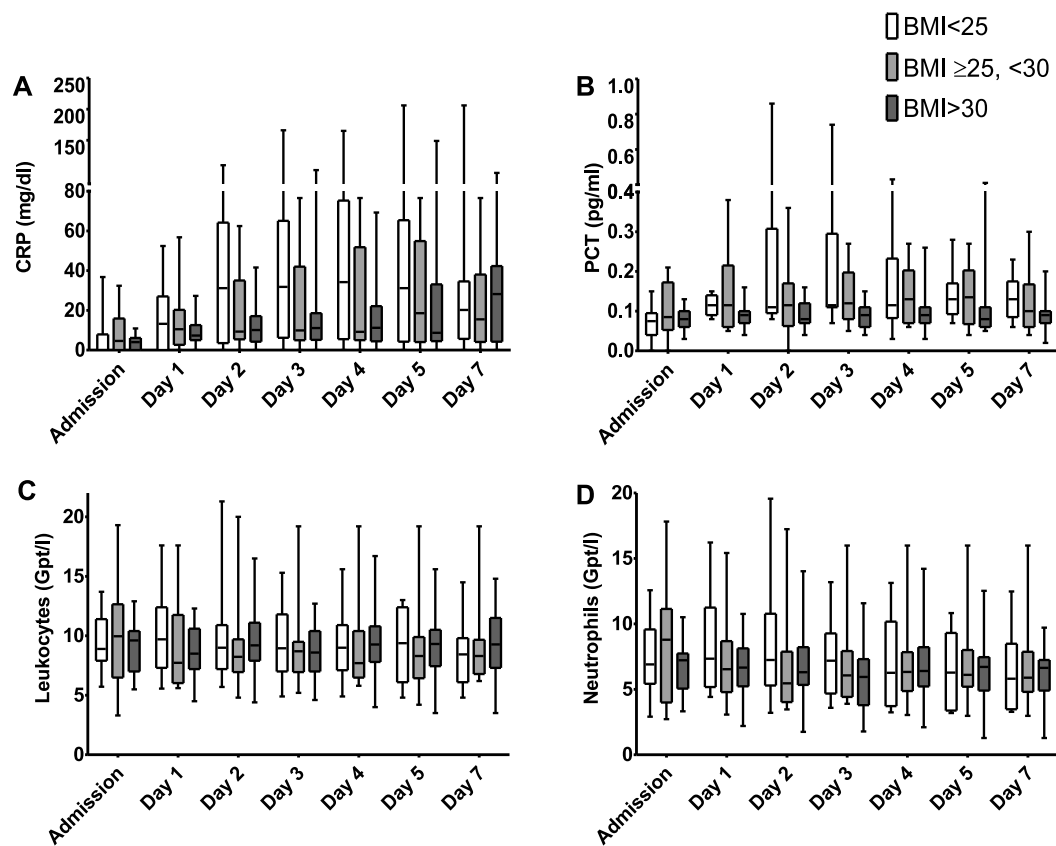 BMI<25
BMI ≥25, <30
BMI>30
A
250
200
150
80
60
40
20
0
CRP (mg/dl)
Admission
Day 1
Day 2
Day 3
Day 4
Day 5
Day 7
B
1.0
0.8
0.6
0.4
0.3
0.2
0.1
0.0
PCT (pg/ml)
Admission
Day 1
Day 2
Day 3
Day 4
Day 5
Day 7
C
20
15
10
5
0
Leukocytes (Gpt/l)
Admission
Day 1
Day 2
Day 3
Day 4
Day 5
Day 7
D
20
15
10
5
0
Neutrophils (Gpt/l)
Admission
Day 1
Day 2
Day 3
Day 4
Day 5
Day 7